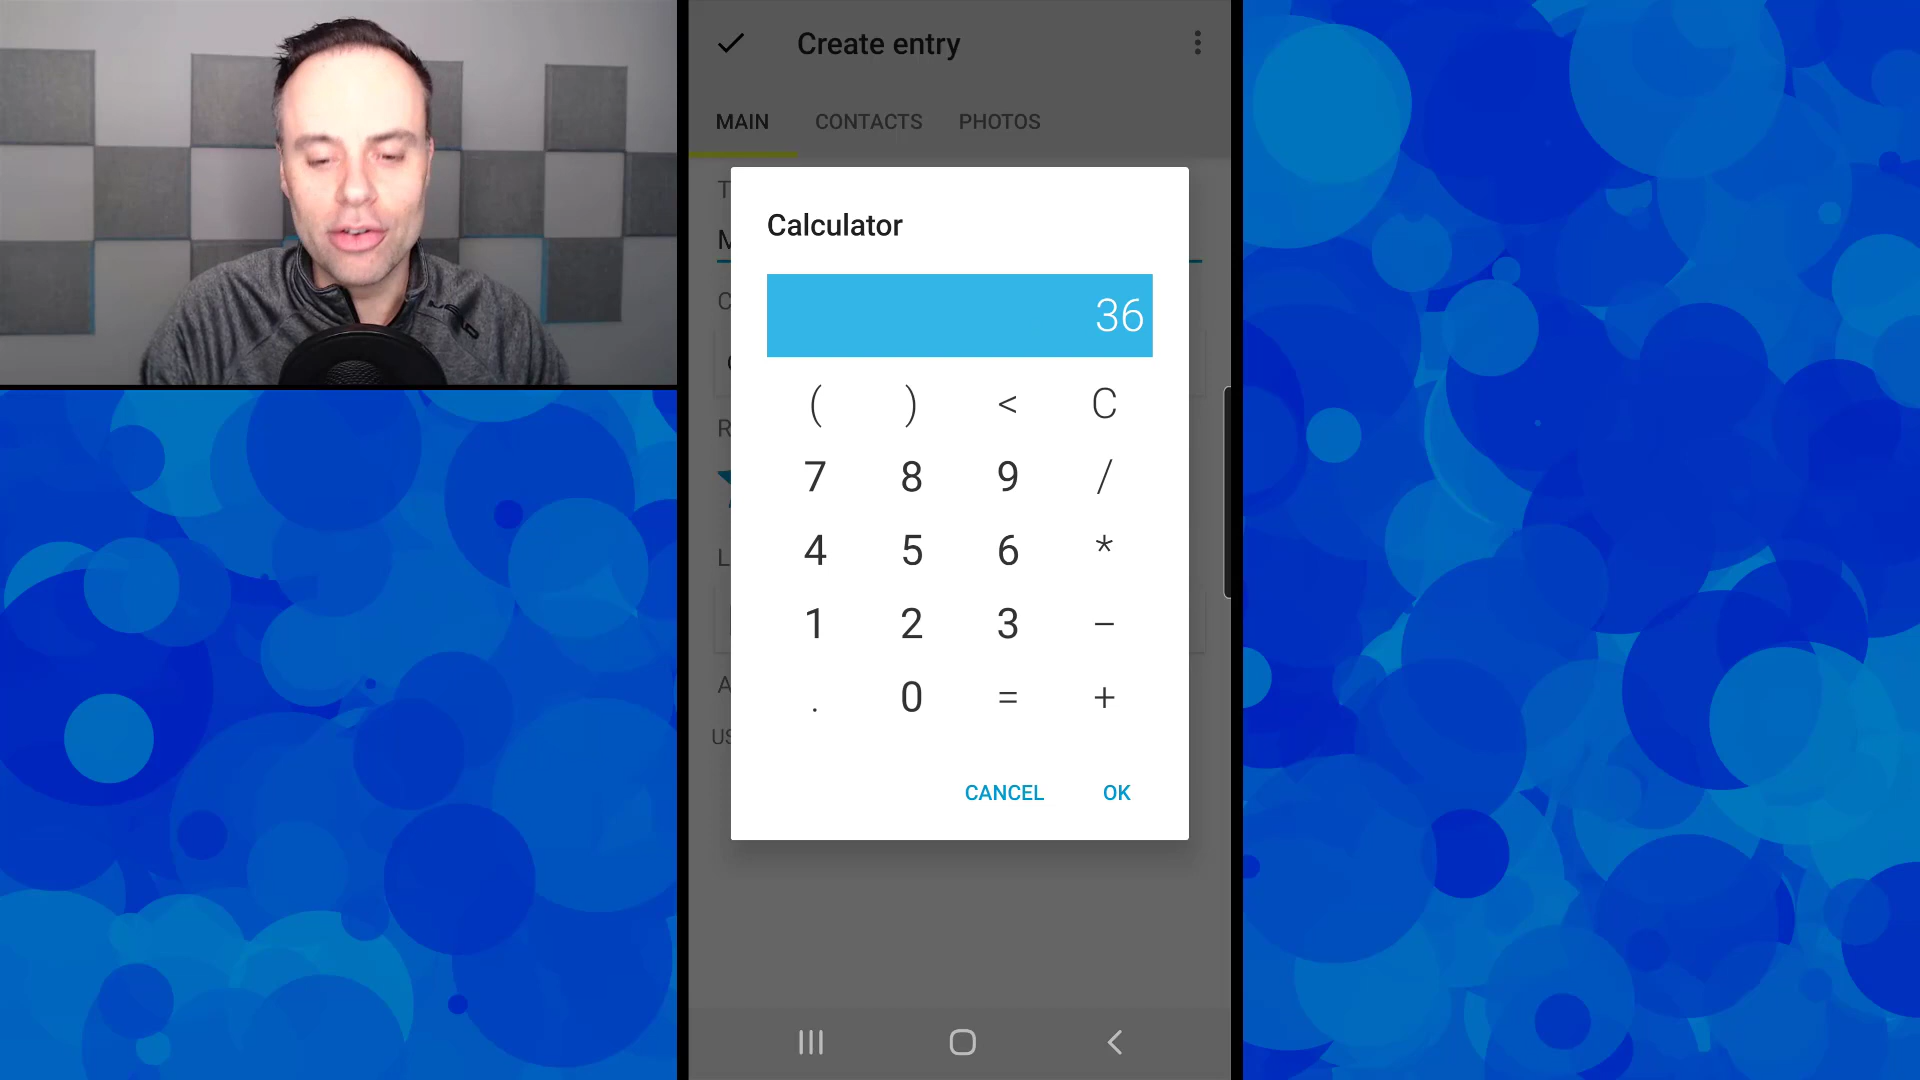 Create entry
MAIN CONTACTS PHOTOS
Calculator
36
( ) < C
7 8 9 /
4 5 6 *
1 2 3 −
. 0 = +
CANCEL OK